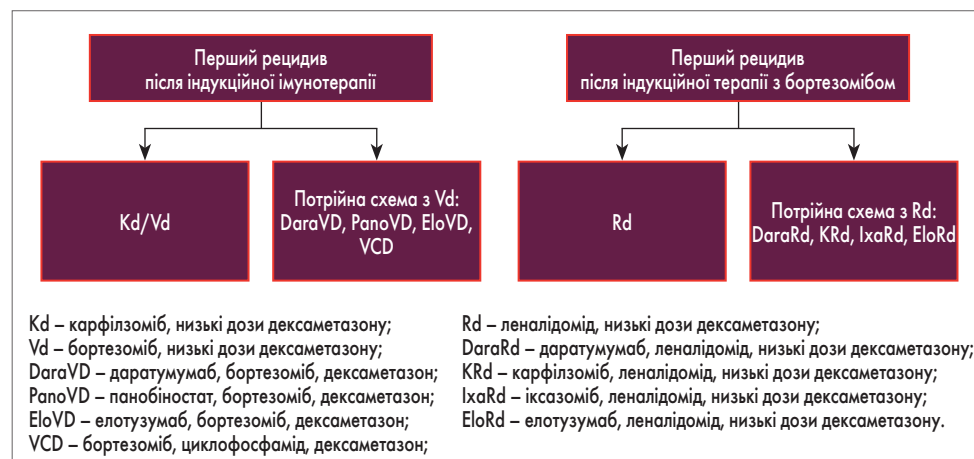 Перший рецидив
після індукційної імунотерапії
Перший рецидив
після індукційної терапії з бортезомібом
Kd/Vd
Потрійна схема з Vd:
DaraVD, PanoVD, EloVD,
VCD
Rd
Потрійна схема з Rd:
DaraRd, KRd, IxaRd, EloRd
Kd – карфілзоміб, низькі дози дексаметазону;
Vd – бортезоміб, низькі дози дексаметазону;
DaraVD – даратумумаб, бортезоміб, дексаметазон;
PanoVD – панобіностат, бортезоміб, дексаметазон;
EloVD – елотузумаб, бортезоміб, дексаметазон;
VCD – бортезоміб, циклофосфамід, дексаметазон;
Rd – леналідомід, низькі дози дексаметазону;
DaraRd – даратумумаб, леналідомід, низькі дози дексаметазону;
KRd – карфілзоміб, леналідомід, низькі дози дексаметазону;
IxaRd – іксазоміб, леналідомід, низькі дози дексаметазону;
EloRd – елотузумаб, леналідомід, низькі дози дексаметазону.